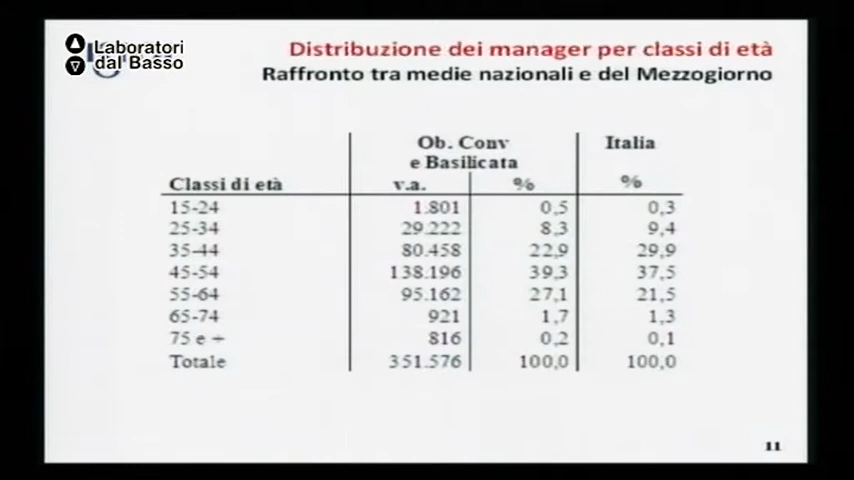 Laboratori
dal Basso
Distribuzione dei manager per classi di età
Raffronto tra medie nazionali e del Mezzogiorno
Ob. Conv Italia
e Basilicata
Classi di età v.a. % %
15-24 1.801 0,5 0,3
25-34 29.222 8,3 9,4
35-44 80.458 22,9 29,9
45-54 138.196 39,3 37,5
55-64 95.162 27,1 21,5
65-74 921 1,7 1,3
75 e + 816 0,2 0,1
Totale 351.576 100,0 100,0
11